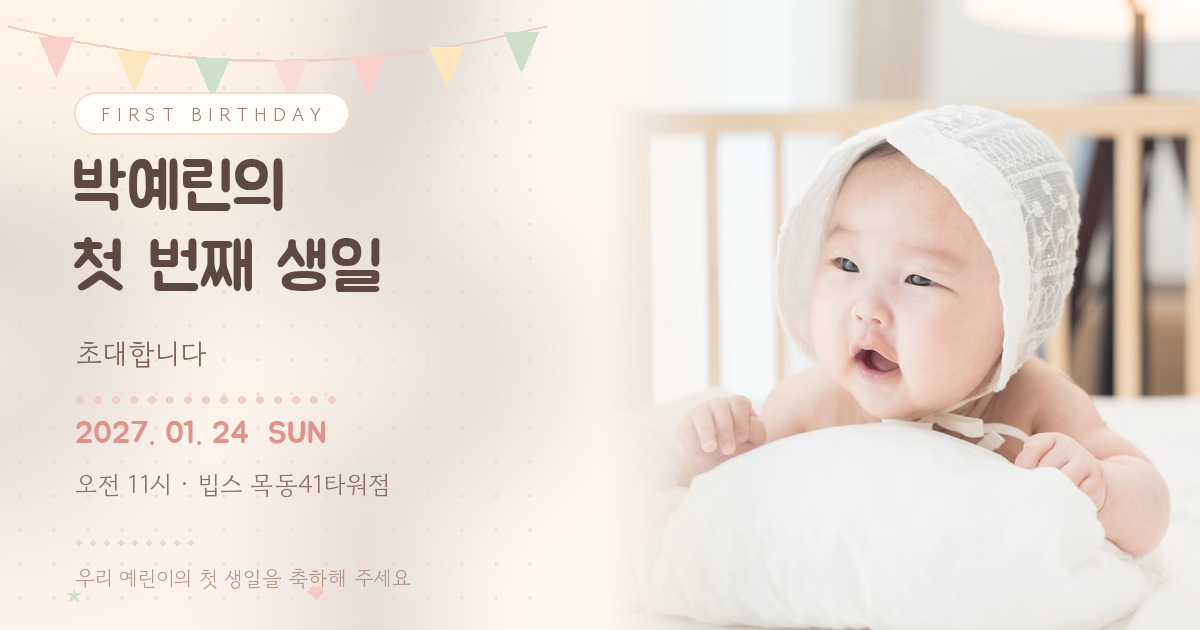 FIRST BIRTHDAY
박예린의
첫 번째 생일
초대합니다
2027. 01. 24 SUN
오전 11시 · 빕스 목동41타워점
우리 예린이의 첫 생일을 축하해 주세요